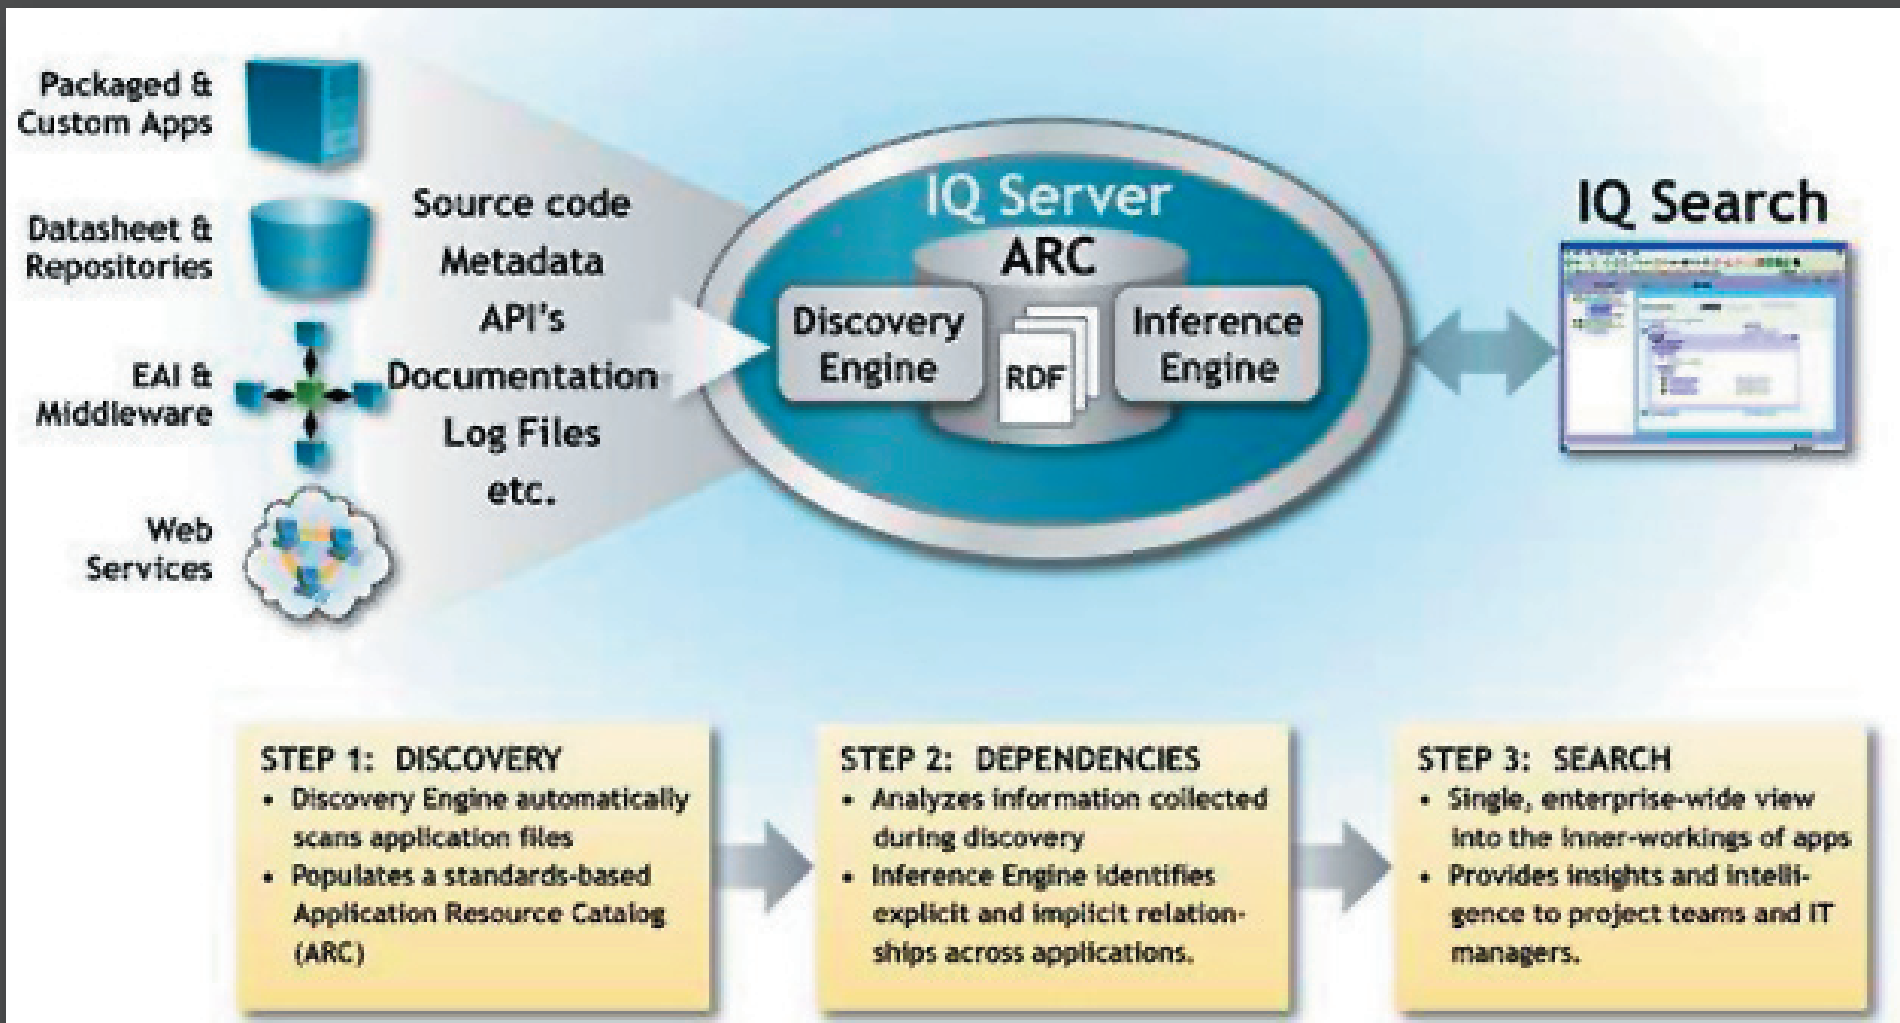 Packaged &
Custom Apps
Datasheet &
Repositories
EAI &
Middleware
Web
Services
Source code
Metadata
API's
Documentation
Log Files
etc.
IQ Server
ARC
Discovery
Engine
RDF
Inference
Engine
IQ Search
STEP 1: DISCOVERY
• Discovery Engine automatically
scans application files
• Populates a standards-based
Application Resource Catalog
(ARC)
STEP 2: DEPENDENCIES
• Analyzes information collected
during discovery
• Inference Engine identifies
explicit and implicit relation-
ships across applications.
STEP 3: SEARCH
• Single, enterprise-wide view
into the inner-workings of apps
• Provides insights and intelli-
gence to project teams and IT
managers.